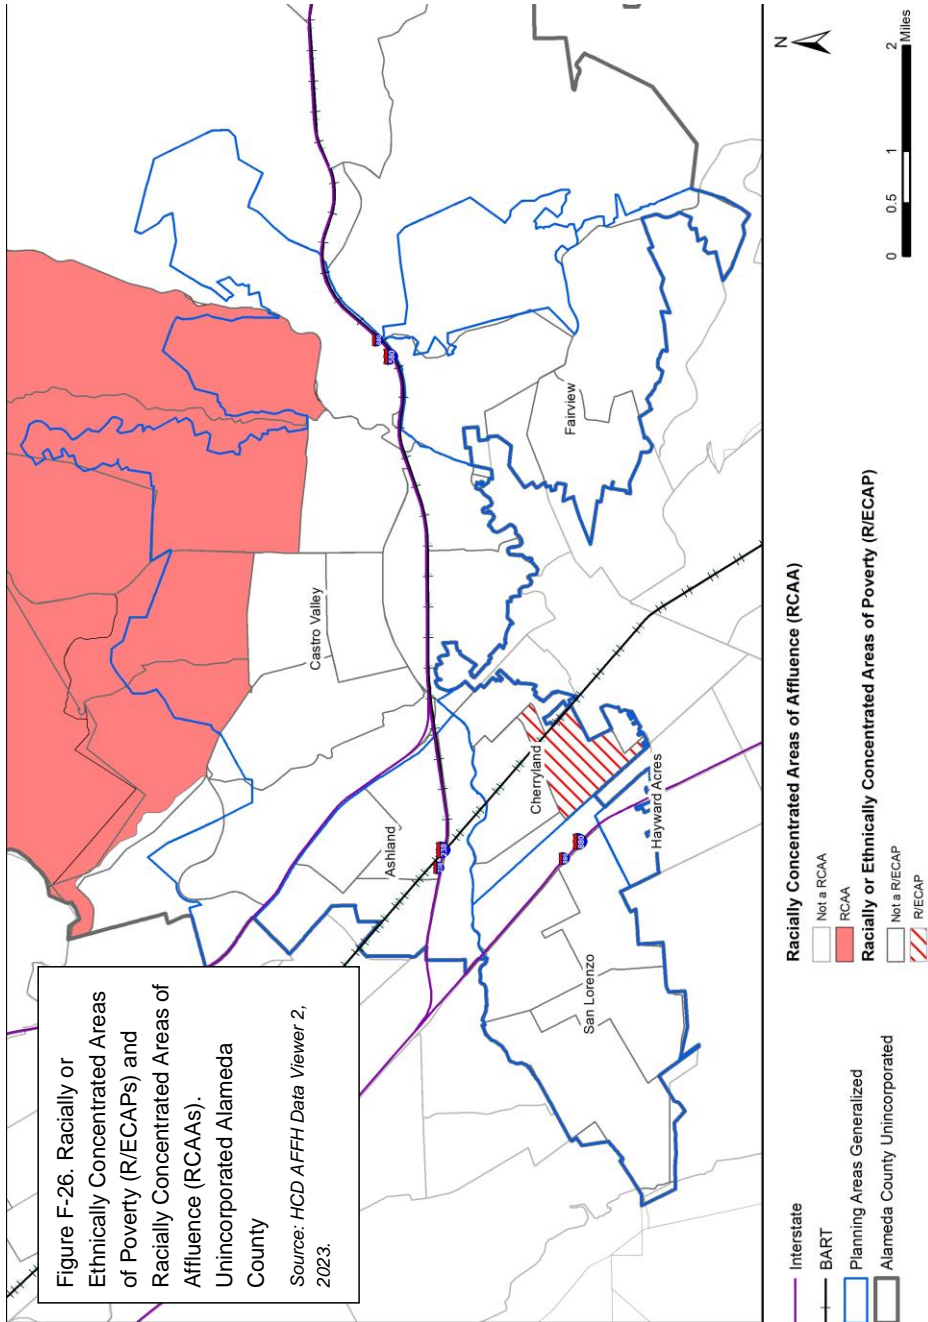 Figure F-26. Racially or
Ethnically Concentrated Areas
of Poverty (R/ECAPs) and
Racially Concentrated Areas of
Affluence (RCAAs).
Unincorporated Alameda
County
Source: HCD AFFH Data Viewer 2,
2023.
Castro Valley
Ashland
Cherryland
Fairview
Hayward Acres
San Lorenzo
Interstate
BART
Planning Areas Generalized
Alameda County Unincorporated
Racially Concentrated Areas of Affluence (RCAA)
Not a RCAA
RCAA
Racially or Ethnically Concentrated Areas of Poverty (R/ECAP)
Not a R/ECAP
R/ECAP
N
0 0.5 1 2
Miles